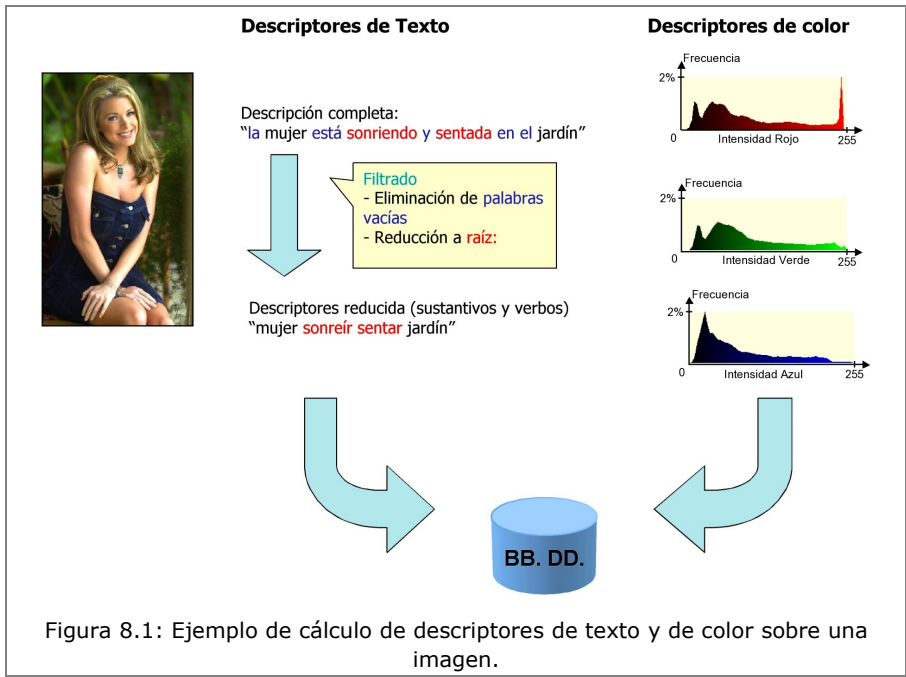 Descriptores de Texto
Descriptores de color
Descripción completa:
“la mujer está sonriendo y sentada en el jardín”
Filtrado
- Eliminación de palabras
vacías
- Reducción a raíz:
Descriptores reducida (sustantivos y verbos)
“mujer sonreír sentar jardín”
Frecuencia
2%
0
Intensidad Rojo
255
Frecuencia
2%
0
Intensidad Verde
255
Frecuencia
2%
0
Intensidad Azul
255
BB. DD.
Figura 8.1: Ejemplo de cálculo de descriptores de texto y de color sobre una
imagen.